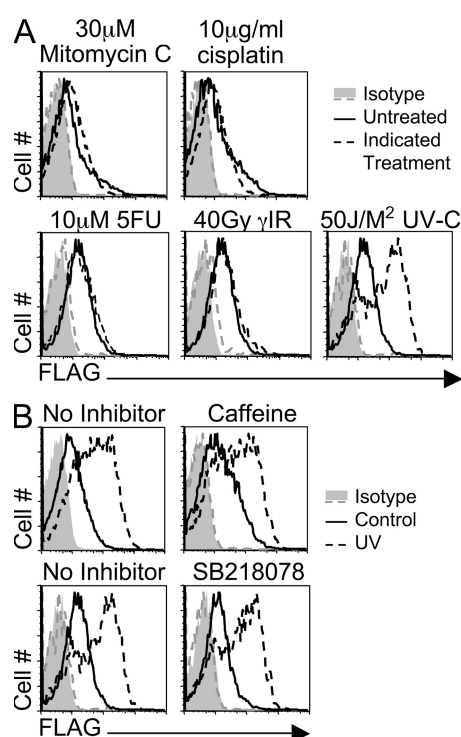 A
30µM
Mitomycin C
10µg/ml
cisplatin
Isotype
Untreated
Indicated
Treatment
Cell #
10µM 5FU
40Gy γIR
50J/M² UV-C
Cell #
FLAG
B
No Inhibitor
Caffeine
Isotype
Control
UV
Cell #
No Inhibitor
SB218078
Cell #
FLAG